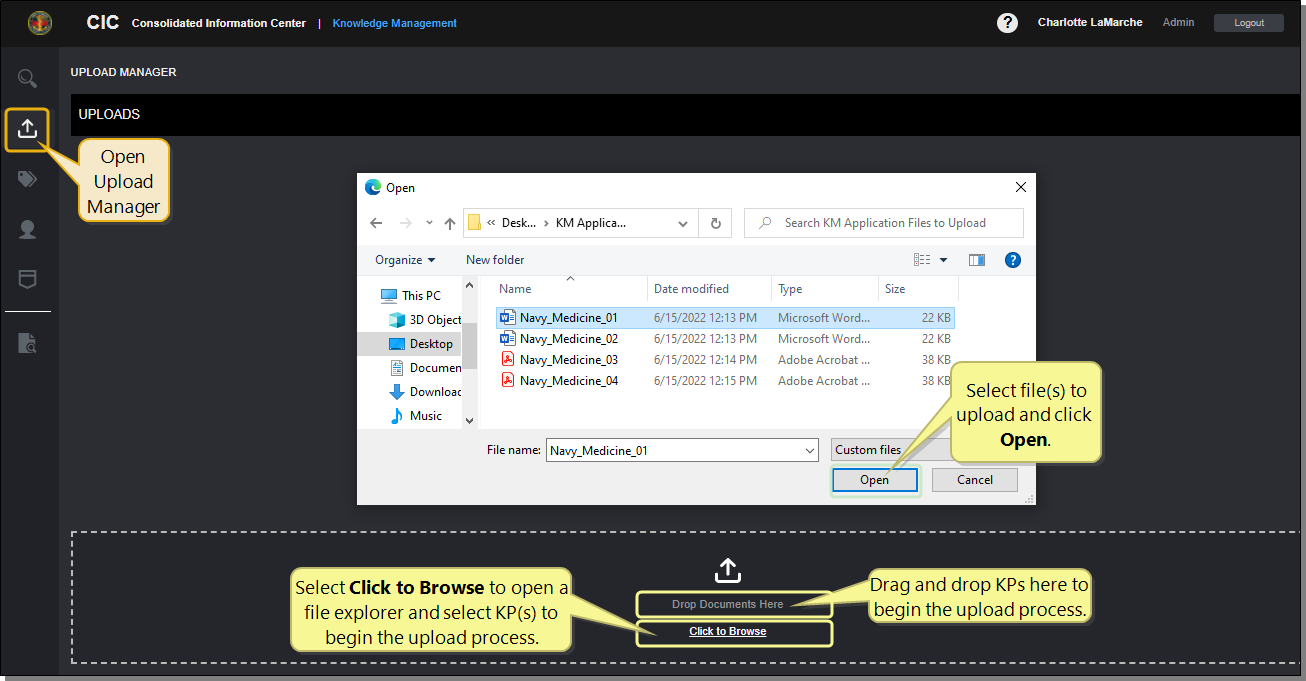 CIC Consolidated Information Center | Knowledge Management ? Charlotte LaMarche Admin Logout
UPLOAD MANAGER
UPLOADS
Open
Upload
Manager
Open
« Desk... › KM Applica...
Search KM Application Files to Upload
Organize New folder ?
This PC
3D Object
Desktop
Documen
Downloac
Music
Name Date modified Type Size
Navy_Medicine_01 6/15/2022 12:13 PM Microsoft Word... 22 KB
Navy_Medicine_02 6/15/2022 12:13 PM Microsoft Word... 22 KB
Navy_Medicine_03 6/15/2022 12:14 PM Adobe Acrobat ... 38 KB
Navy_Medicine_04 6/15/2022 12:15 PM Adobe Acrobat ... 38 KB
Select file(s) to
upload and click
Open.
File name: Navy_Medicine_01 Custom files
Open Cancel
Select Click to Browse to open a
file explorer and select KP(s) to
begin the upload process.
Drop Documents Here
Click to Browse
Drag and drop KPs here to
begin the upload process.